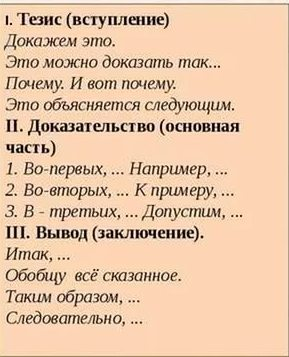 I. Тезис (вступление)
Докажем это.
Это можно доказать так...
Почему. И вот почему.
Это объясняется следующим.
II. Доказательство (основная
часть)
1. Во-первых, ... Например, ...
2. Во-вторых, ... К примеру, ...
3. В - третьих, ... Допустим, ...
III. Вывод (заключение).
Итак, ...
Обобщу всё сказанное.
Таким образом, ...
Следовательно, ...